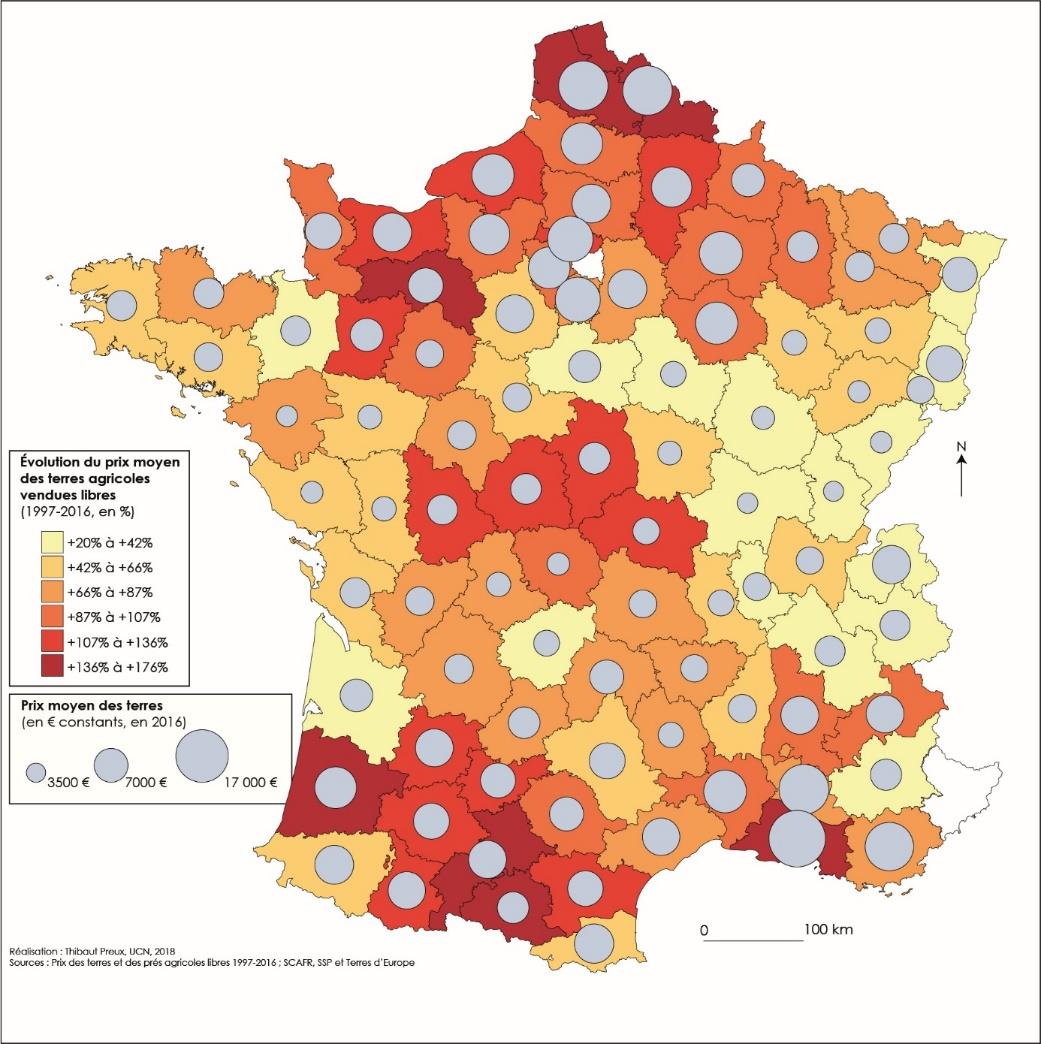 N
Évolution du prix moyen
des terres agricoles
vendues libres
(1997-2016, en %)
+20% à +42%
+42% à +66%
+66% à +87%
+87% à +107%
+107% à +136%
+136% à +176%
Prix moyen des terres
(en € constants, en 2016)
3500 € 7000 € 17 000 €
0 100 km
Réalisation : Thibaut Preux, UCN, 2018
Sources : Prix des terres et des prés agricoles libres 1997-2016 ; SCAFR, SSP et Terres d'Europe